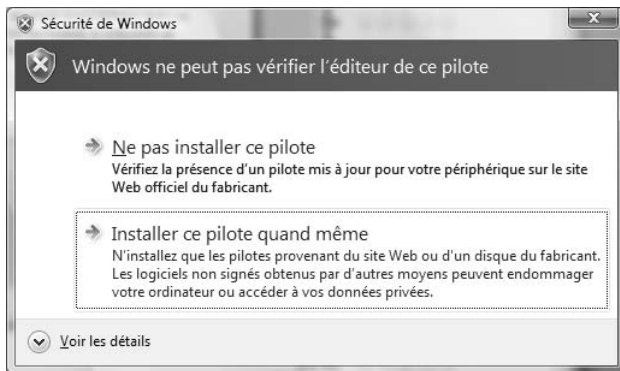 Sécurité de Windows
Windows ne peut pas vérifier l'éditeur de ce pilote
Ne pas installer ce pilote
Vérifiez la présence d'un pilote mis à jour pour votre périphérique sur le site
Web officiel du fabricant.
Installer ce pilote quand même
N'installez que les pilotes provenant du site Web ou d'un disque du fabricant.
Les logiciels non signés obtenus par d'autres moyens peuvent endommager
votre ordinateur ou accéder à vos données privées.
Voir les détails